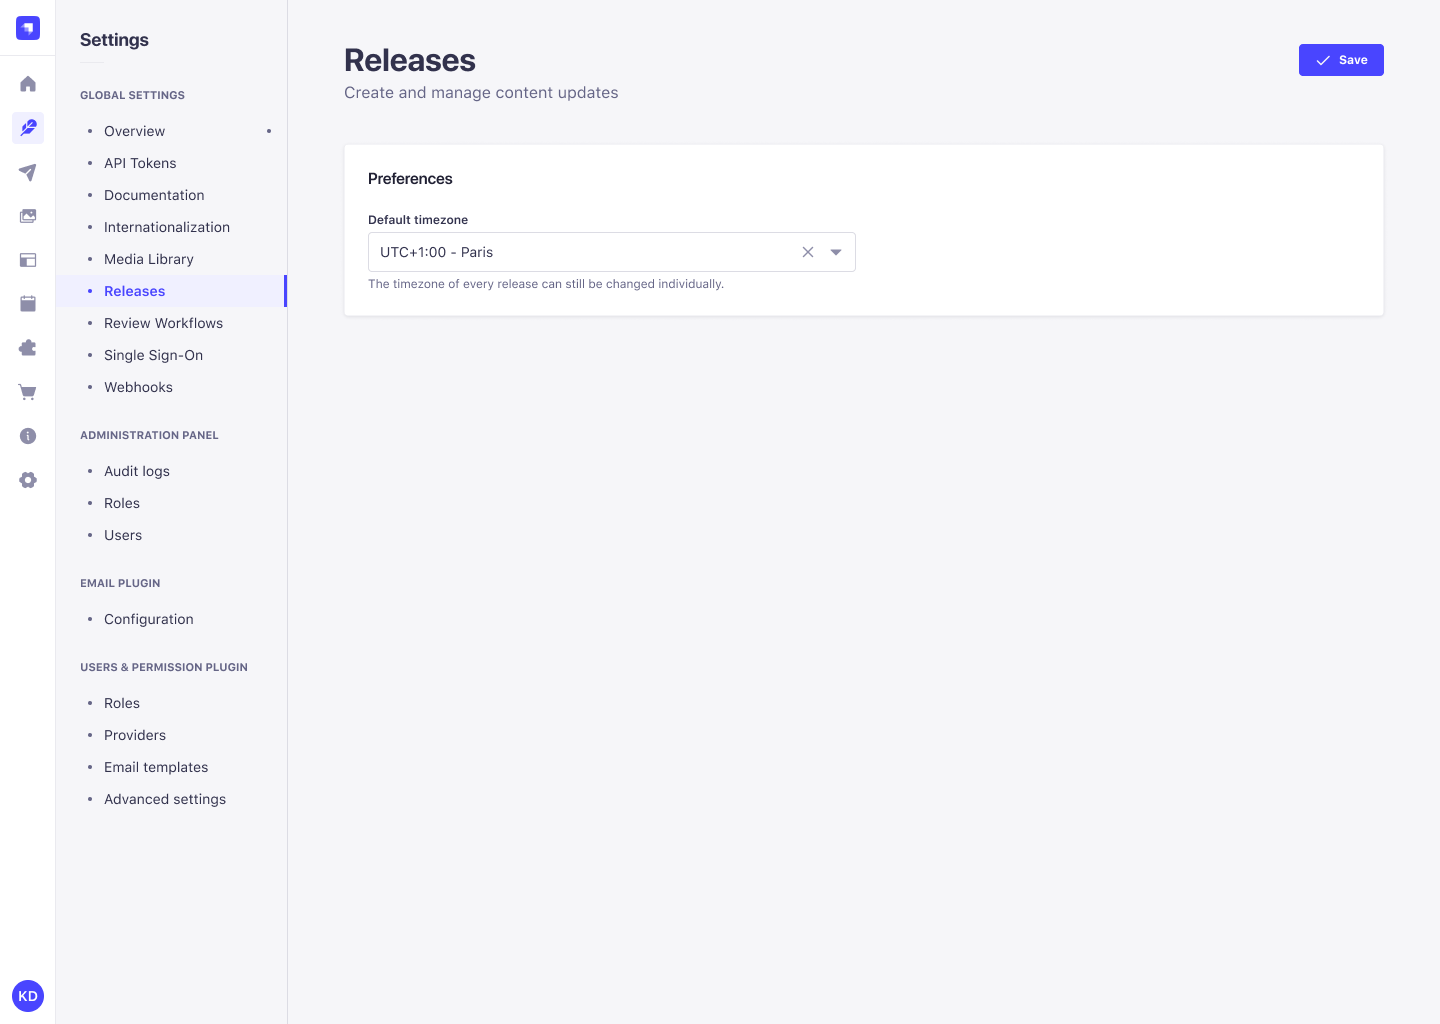 Settings
GLOBAL SETTINGS
Overview
API Tokens
Documentation
Internationalization
Media Library
Releases
Review Workflows
Single Sign-On
Webhooks
ADMINISTRATION PANEL
Audit logs
Roles
Users
EMAIL PLUGIN
Configuration
USERS & PERMISSION PLUGIN
Roles
Providers
Email templates
Advanced settings
KD
Releases
Save
Create and manage content updates
Preferences
Default timezone
UTC+1:00 - Paris
The timezone of every release can still be changed individually.